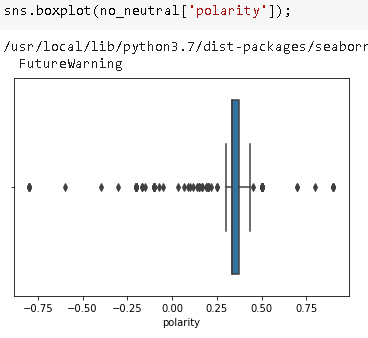 sns.boxplot(no_neutral['polarity']);
/usr/local/lib/python3.7/dist-packages/seaborn
FutureWarning
−0.75 −0.50 −0.25 0.00 0.25 0.50 0.75
polarity